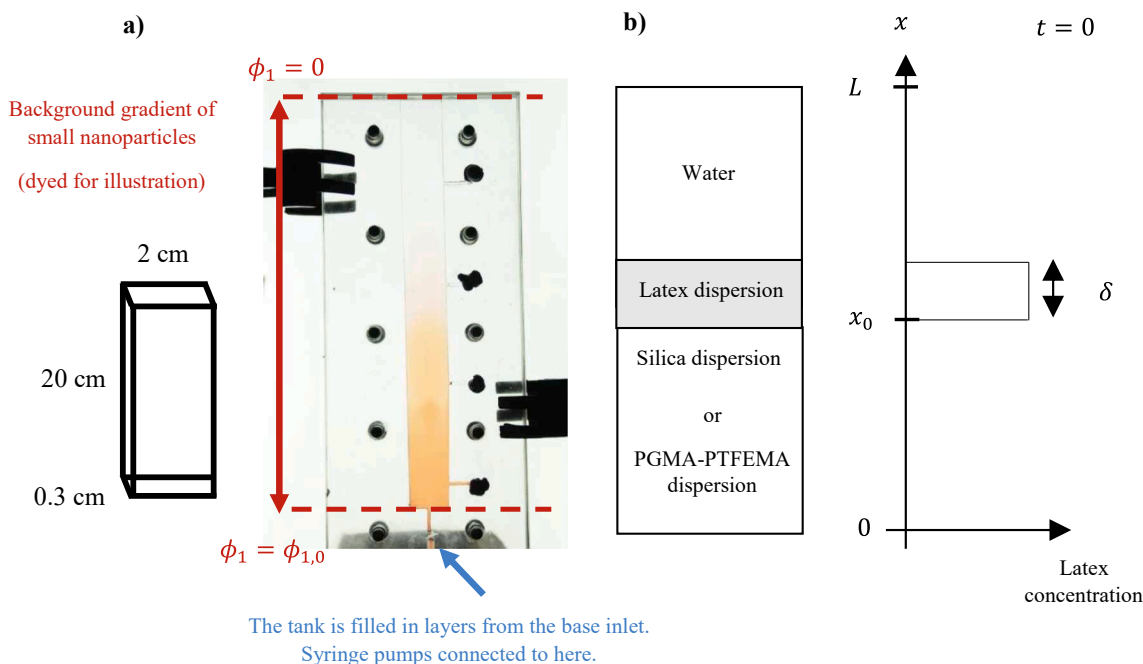 a)
ϕ₁ = 0
Background gradient of
small nanoparticles
(dyed for illustration)
2 cm
20 cm
0.3 cm
ϕ₁ = ϕ₁,₀
The tank is filled in layers from the base inlet.
Syringe pumps connected to here.
b)
Water
Latex dispersion
Silica dispersion
or
PGMA-PTFEMA
dispersion
x
t = 0
L
δ
x₀
0
Latex
concentration